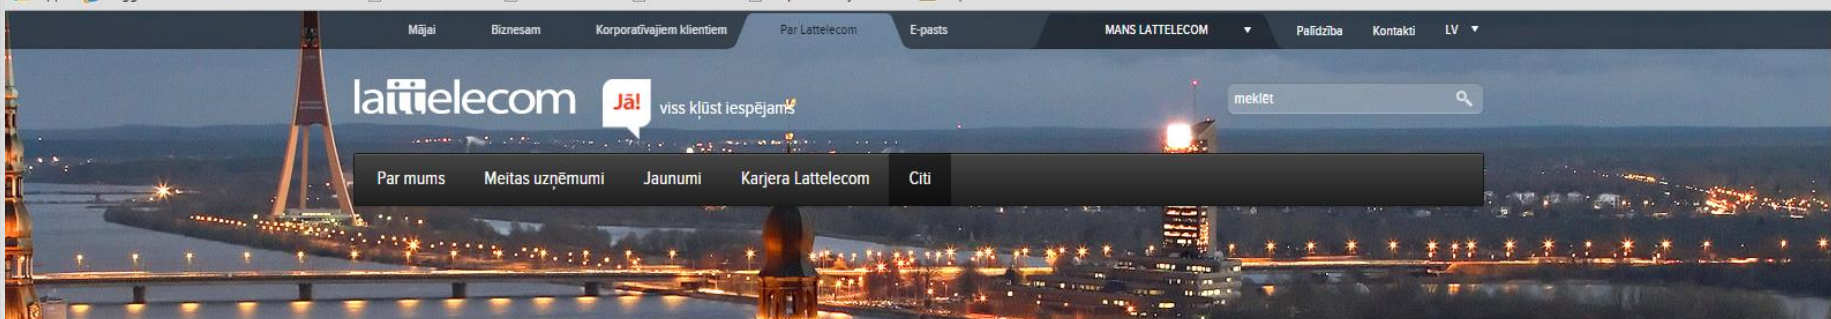 Mājai Biznesam Korporatīvajiem klientiem Par Lattelecom E-pasts MANS LATTELECOM Palīdzība Kontakti LV
lattelecom Jā! viss kļūst iespējams
meklēt
Par mums Meitas uzņēmumi Jaunumi Karjera Lattelecom Citi